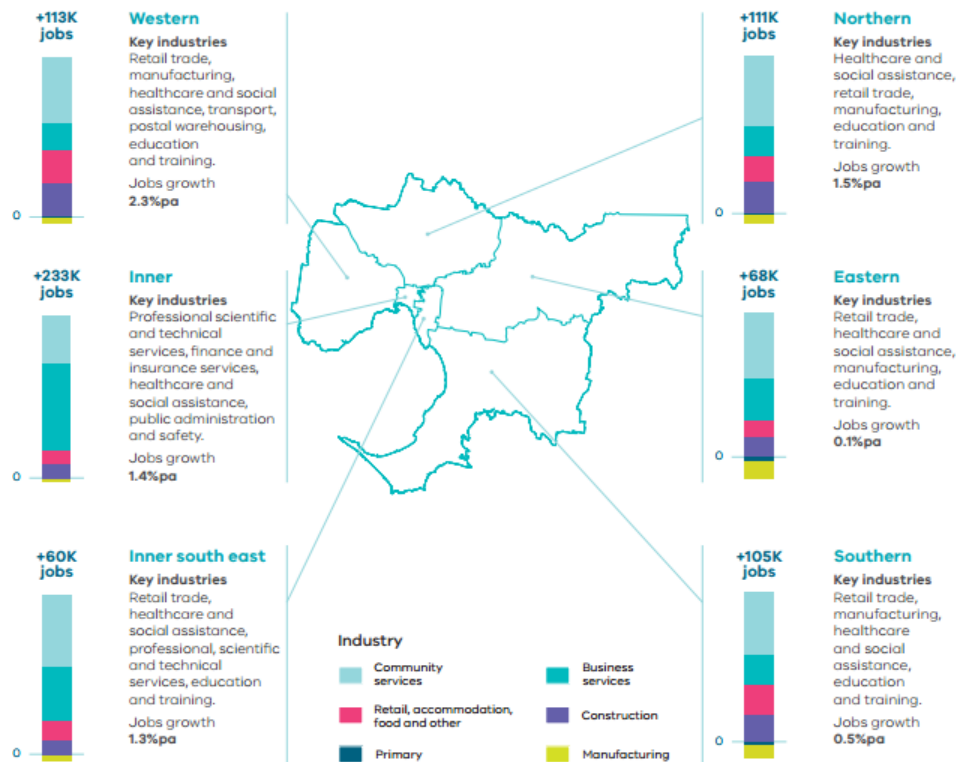 +113K
jobs
0
Western
Key industries
Retail trade,
manufacturing,
healthcare and social
assistance, transport,
postal warehousing,
education
and training.
Jobs growth
2.3%pa
+111K
jobs
0
Northern
Key industries
Healthcare and
social assistance,
retail trade,
manufacturing,
education and
training.
Jobs growth
1.5%pa
+233K
jobs
0
Inner
Key industries
Professional scientific
and technical
services, finance and
insurance services,
healthcare and
social assistance,
public administration
and safety.
Jobs growth
1.4%pa
+68K
jobs
0
Eastern
Key industries
Retail trade,
healthcare and
social assistance,
manufacturing,
education and
training.
Jobs growth
0.1%pa
+60K
jobs
0
Inner south east
Key industries
Retail trade,
healthcare and
social assistance,
professional, scientific
and technical
services, education
and training.
Jobs growth
1.3%pa
Industry
Community
services
Business
services
Retail, accommodation,
food and other
Construction
Primary
Manufacturing
+105K
jobs
0
Southern
Key industries
Retail trade,
manufacturing,
healthcare
and social
assistance,
education
and training.
Jobs growth
0.5%pa